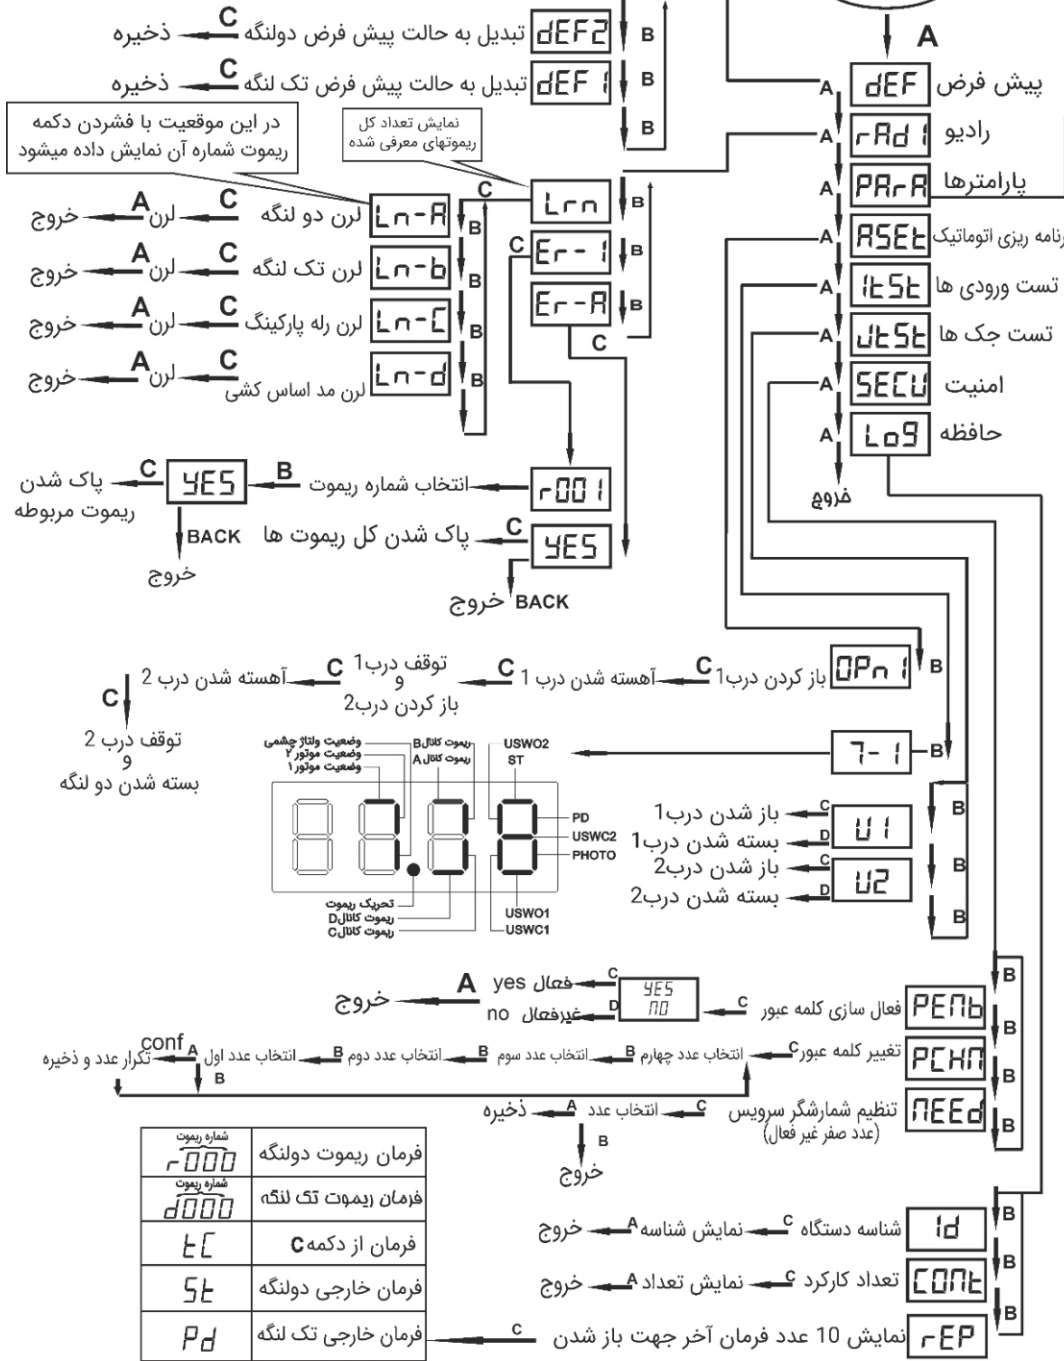 A
dEF پیش فرض
A rAd1 رادیو
A PArA پارامترها
A ASEt رنامه ریزی اتوماتیک
A ItSt تست ورودی ها
A JtSt تست جک ها
A SECU امنیت
A Log حافظه
خروج
dEF2 تبدیل به حالت پیش فرض دولنگه C ذخیره
B
dEF1 تبدیل به حالت پیش فرض تک لنگه C ذخیره
B
B
نمایش تعداد کل
ریموتهای معرفی شده
در این موقعیت با فشردن دکمه
ریموت شماره آن نمایش داده میشود
Lrn C
B
Er-1 C
B
Er-A C
B
Ln-A لرن دو لنگه C لرن A خروج
B
Ln-b لرن تک لنگه C لرن A خروج
B
Ln-C لرن رله پارکینگ C لرن A خروج
B
Ln-d لرن مد اساس کشی C لرن A خروج
B
r001 انتخاب شماره ریموت B YES C پاک شدن
ریموت مربوطه
BACK
خروج
YES C پاک شدن کل ریموت ها
BACK خروج
B OPn1 باز کردن درب1 C آهسته شدن درب 1 C توقف درب1
و
باز کردن درب2
C آهسته شدن درب 2
C
توقف درب 2
و
بسته شدن دو لنگه
B 7-1
وضعیت ولتاژ چشمی
وضعیت موتور ۲
وضعیت موتور ۱
ریموت کانالB
ریموت کانالA
USWO2
ST
PD
USWC2
PHOTO
USWO1
USWC1
تحریک ریموت
ریموت کانالD
ریموت کانالC
B
U1
C باز شدن درب1
D بسته شدن درب1
B
U2
C باز شدن درب2
D بسته شدن درب2
B
B
PEnb فعال سازی کلمه عبور C
YES
NO
C فعال yes
D غیرفعال no
A خروج
B
PCHn تغییر کلمه عبور C انتخاب عدد چهارم B انتخاب عدد سوم B انتخاب عدد دوم B انتخاب عدد اول A conf تکرار عدد و ذخیره
B
B
nEEd تنظیم شمارشگر سرویس
(عدد صفر غیر فعال)
C انتخاب عدد A ذخیره
B
خروج
B
Id شناسه دستگاه C نمایش شناسه A خروج
B
COnt تعداد کارکرد C نمایش تعداد A خروج
B
rEP نمایش 10 عدد فرمان آخر جهت باز شدن C
شماره ریموت
r000 فرمان ریموت دولنگه
شماره ریموت
d000 فرمان ریموت تک لنگه
tC فرمان از دکمه C
St فرمان خارجی دولنگه
Pd فرمان خارجی تک لنگه